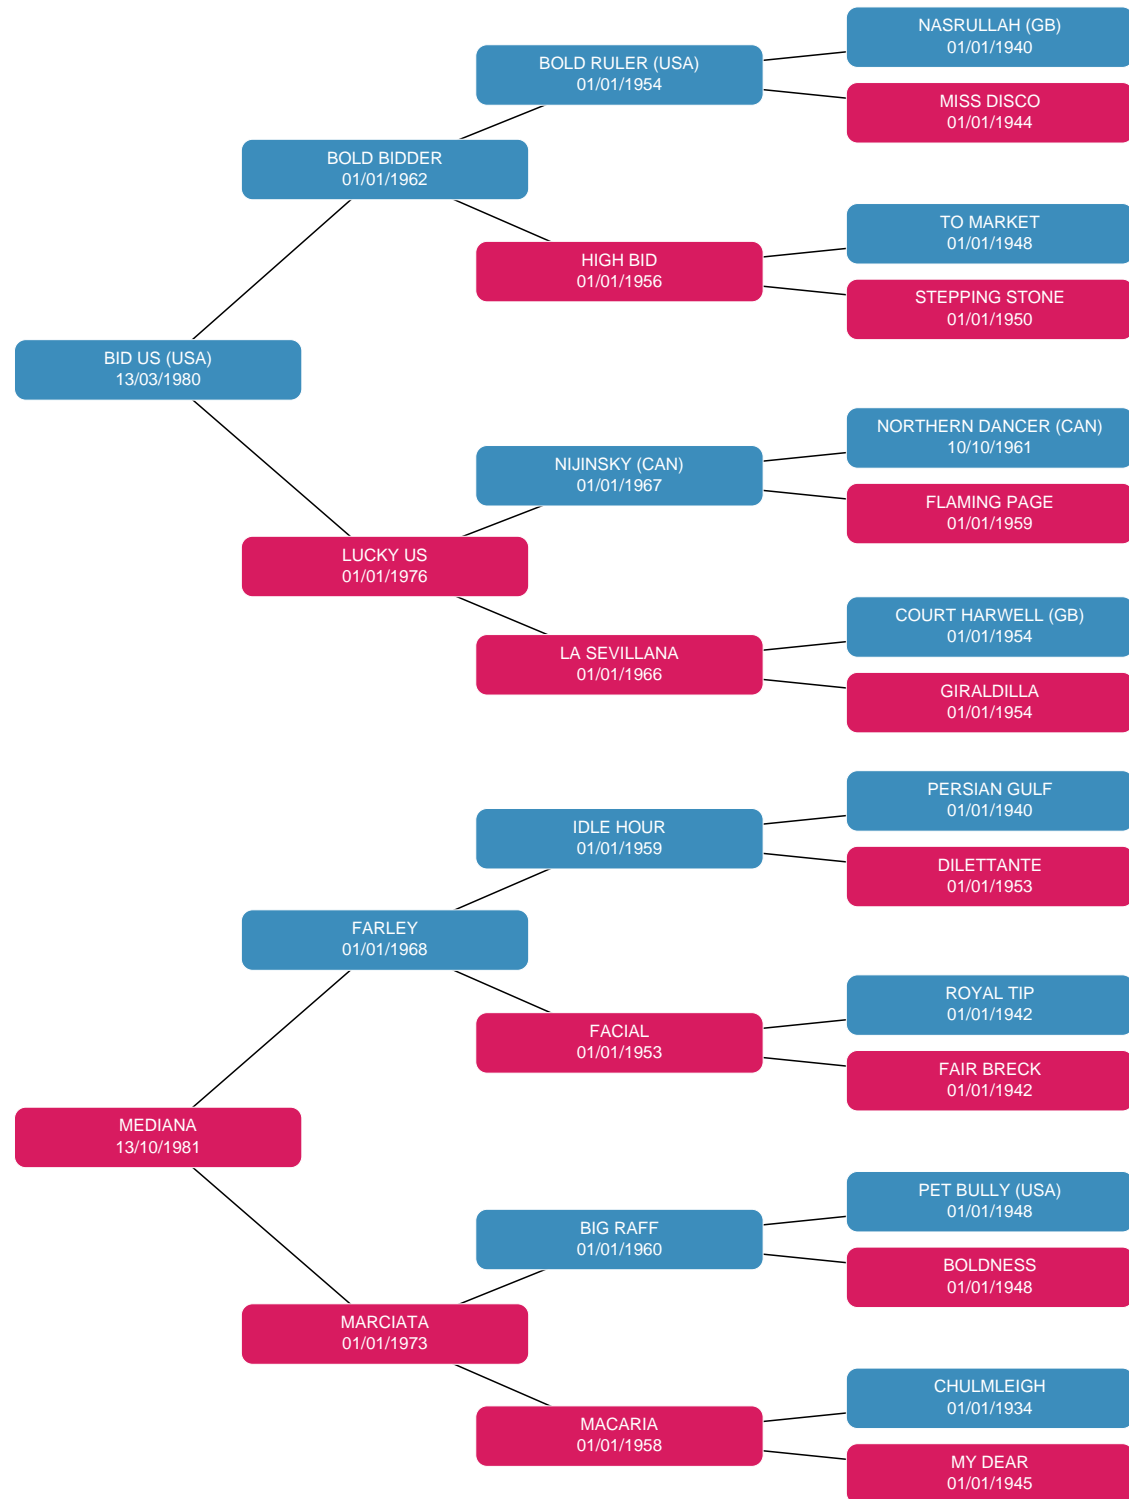 NASRULLAH (GB)
01/01/1940
BOLD RULER (USA)
01/01/1954
MISS DISCO
01/01/1944
BOLD BIDDER
01/01/1962
TO MARKET
01/01/1948
HIGH BID
01/01/1956
STEPPING STONE
01/01/1950
BID US (USA)
13/03/1980
NORTHERN DANCER (CAN)
10/10/1961
NIJINSKY (CAN)
01/01/1967
FLAMING PAGE
01/01/1959
LUCKY US
01/01/1976
COURT HARWELL (GB)
01/01/1954
LA SEVILLANA
01/01/1966
GIRALDILLA
01/01/1954
PERSIAN GULF
01/01/1940
IDLE HOUR
01/01/1959
DILETTANTE
01/01/1953
FARLEY
01/01/1968
ROYAL TIP
01/01/1942
FACIAL
01/01/1953
FAIR BRECK
01/01/1942
MEDIANA
13/10/1981
PET BULLY (USA)
01/01/1948
BIG RAFF
01/01/1960
BOLDNESS
01/01/1948
MARCIATA
01/01/1973
CHULMLEIGH
01/01/1934
MACARIA
01/01/1958
MY DEAR
01/01/1945